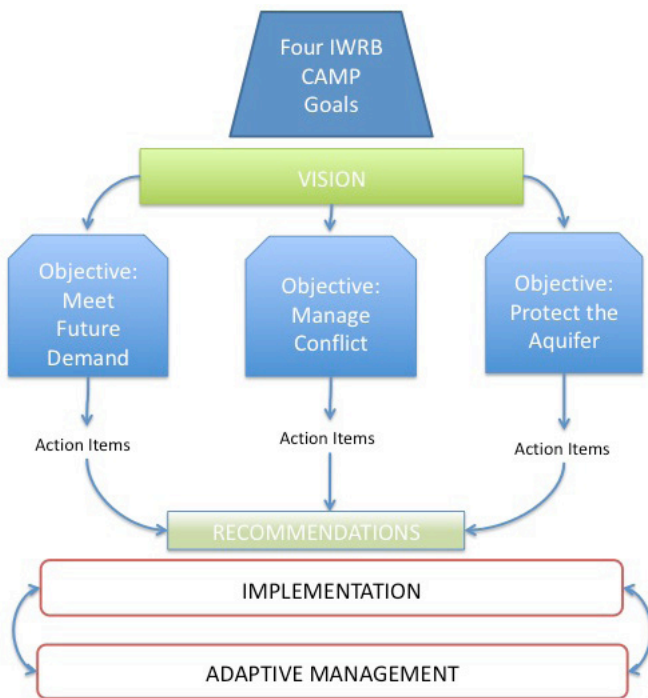 Four IWRB
CAMP
Goals
VISION
Objective:
Meet
Future
Demand
Objective:
Manage
Conflict
Objective:
Protect the
Aquifer
Action Items
Action Items
Action Items
RECOMMENDATIONS
IMPLEMENTATION
ADAPTIVE MANAGEMENT